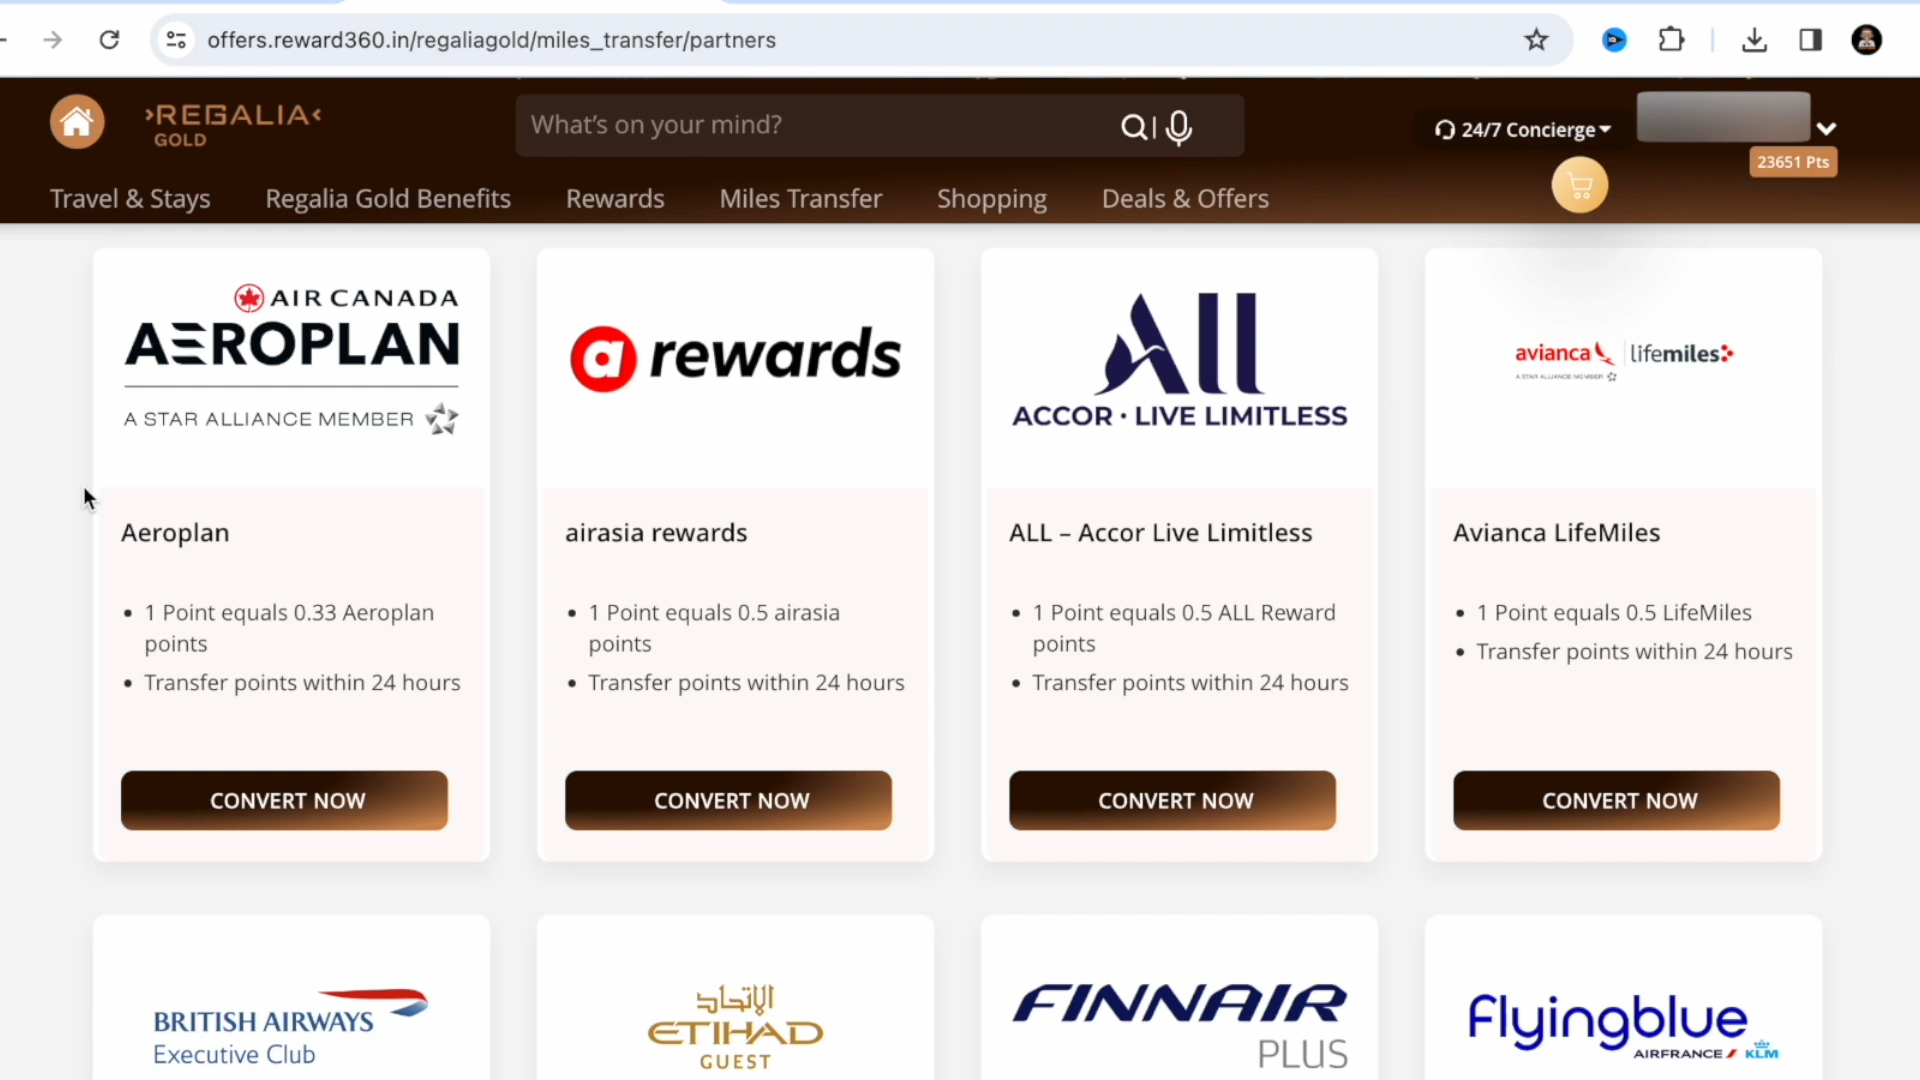 offers.reward360.in/regaliagold/miles_transfer/partners
›REGALIA‹
GOLD
What's on your mind?
24/7 Concierge
23651 Pts
Travel & Stays
Regalia Gold Benefits
Rewards
Miles Transfer
Shopping
Deals & Offers
AIR CANADA
AEROPLAN
A STAR ALLIANCE MEMBER
a rewards
All
ACCOR · LIVE LIMITLESS
avianca
lifemiles
A STAR ALLIANCE MEMBER
Aeroplan
• 1 Point equals 0.33 Aeroplan
points
• Transfer points within 24 hours
CONVERT NOW
airasia rewards
• 1 Point equals 0.5 airasia
points
• Transfer points within 24 hours
CONVERT NOW
ALL – Accor Live Limitless
• 1 Point equals 0.5 ALL Reward
points
• Transfer points within 24 hours
CONVERT NOW
Avianca LifeMiles
• 1 Point equals 0.5 LifeMiles
• Transfer points within 24 hours
CONVERT NOW
BRITISH AIRWAYS
Executive Club
الإتحاد
ETIHAD
GUEST
FINNAIR
PLUS
Flyingblue
AIRFRANCE KLM